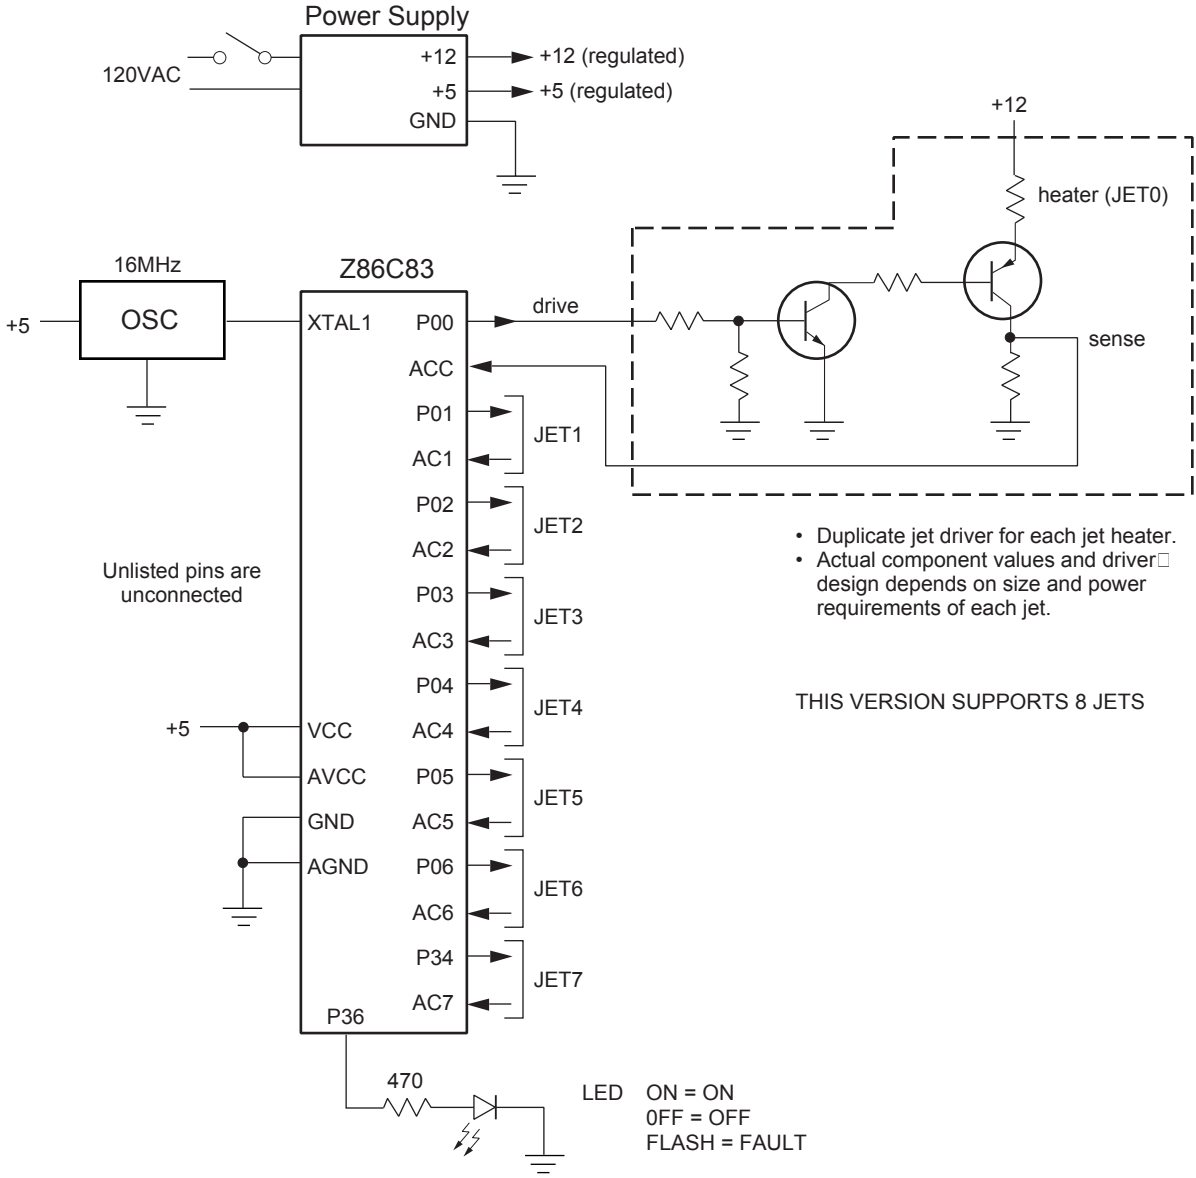 Power Supply
120VAC
+12
+5
GND
+12 (regulated)
+5 (regulated)
+12
heater (JET0)
sense
drive
16MHz
OSC
+5
Z86C83
XTAL1
P00
ACC
P01
AC1
JET1
P02
AC2
JET2
P03
AC3
JET3
P04
AC4
JET4
P05
AC5
JET5
P06
AC6
JET6
P34
AC7
JET7
Unlisted pins are
unconnected
+5
VCC
AVCC
GND
AGND
P36
470
• Duplicate jet driver for each jet heater.
• Actual component values and driver□
design depends on size and power
requirements of each jet.
THIS VERSION SUPPORTS 8 JETS
LED ON = ON
0FF = OFF
FLASH = FAULT